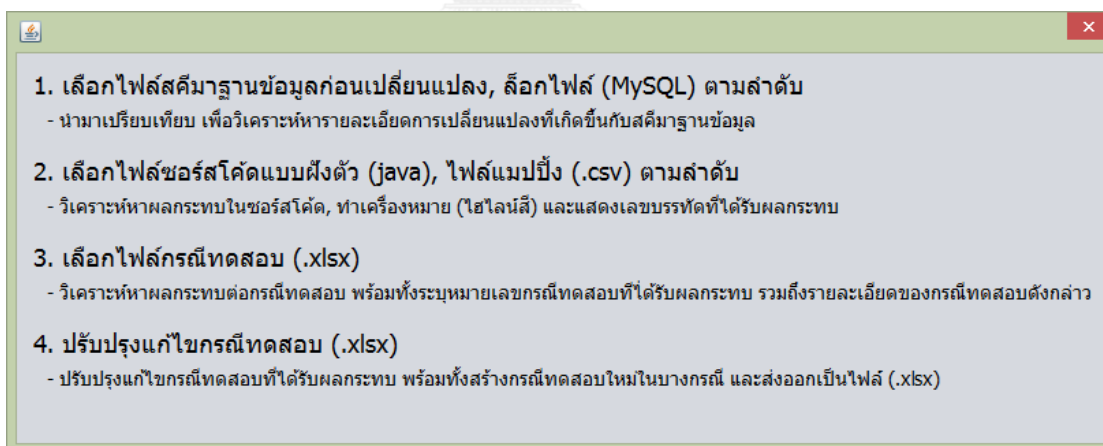 1. เลือกไฟล์สคีมาฐานข้อมูลก่อนเปลี่ยนแปลง, ล็อกไฟล์ (MySQL) ตามลำดับ
- นำมาเปรียบเทียบ เพื่อวิเคราะห์หารายละเอียดการเปลี่ยนแปลงที่เกิดขึ้นกับสคีมาฐานข้อมูล
2. เลือกไฟล์ซอร์สโค้ดแบบฝังตัว (java), ไฟล์แมปปิ้ง (.csv) ตามลำดับ
- วิเคราะห์หาผลกระทบในซอร์สโค้ด, ทำเครื่องหมาย (ไฮไลน์สี) และแสดงเลขบรรทัดที่ได้รับผลกระทบ
3. เลือกไฟล์กรณีทดสอบ (.xlsx)
- วิเคราะห์หาผลกระทบต่อกรณีทดสอบ พร้อมทั้งระบุหมายเลขกรณีทดสอบที่ได้รับผลกระทบ รวมถึงรายละเอียดของกรณีทดสอบดังกล่าว
4. ปรับปรุงแก้ไขกรณีทดสอบ (.xlsx)
- ปรับปรุงแก้ไขกรณีทดสอบที่ได้รับผลกระทบ พร้อมทั้งสร้างกรณีทดสอบใหม่ในบางกรณี และส่งออกเป็นไฟล์ (.xlsx)